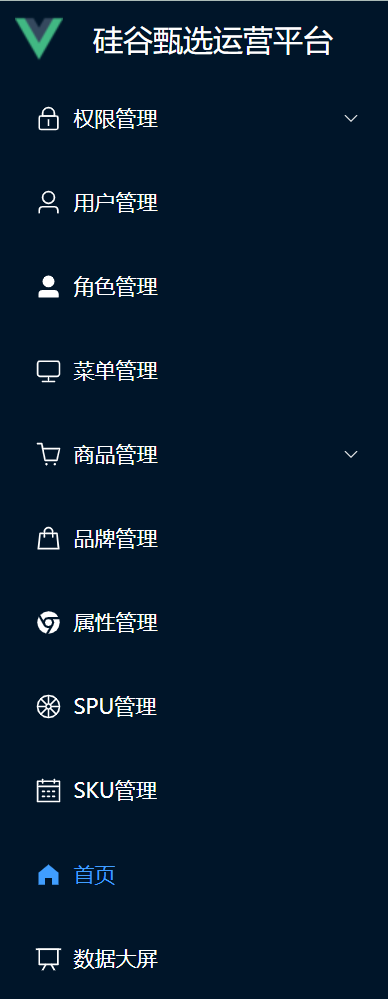 硅谷甄选运营平台
权限管理
用户管理
角色管理
菜单管理
商品管理
品牌管理
属性管理
SPU管理
SKU管理
首页
数据大屏